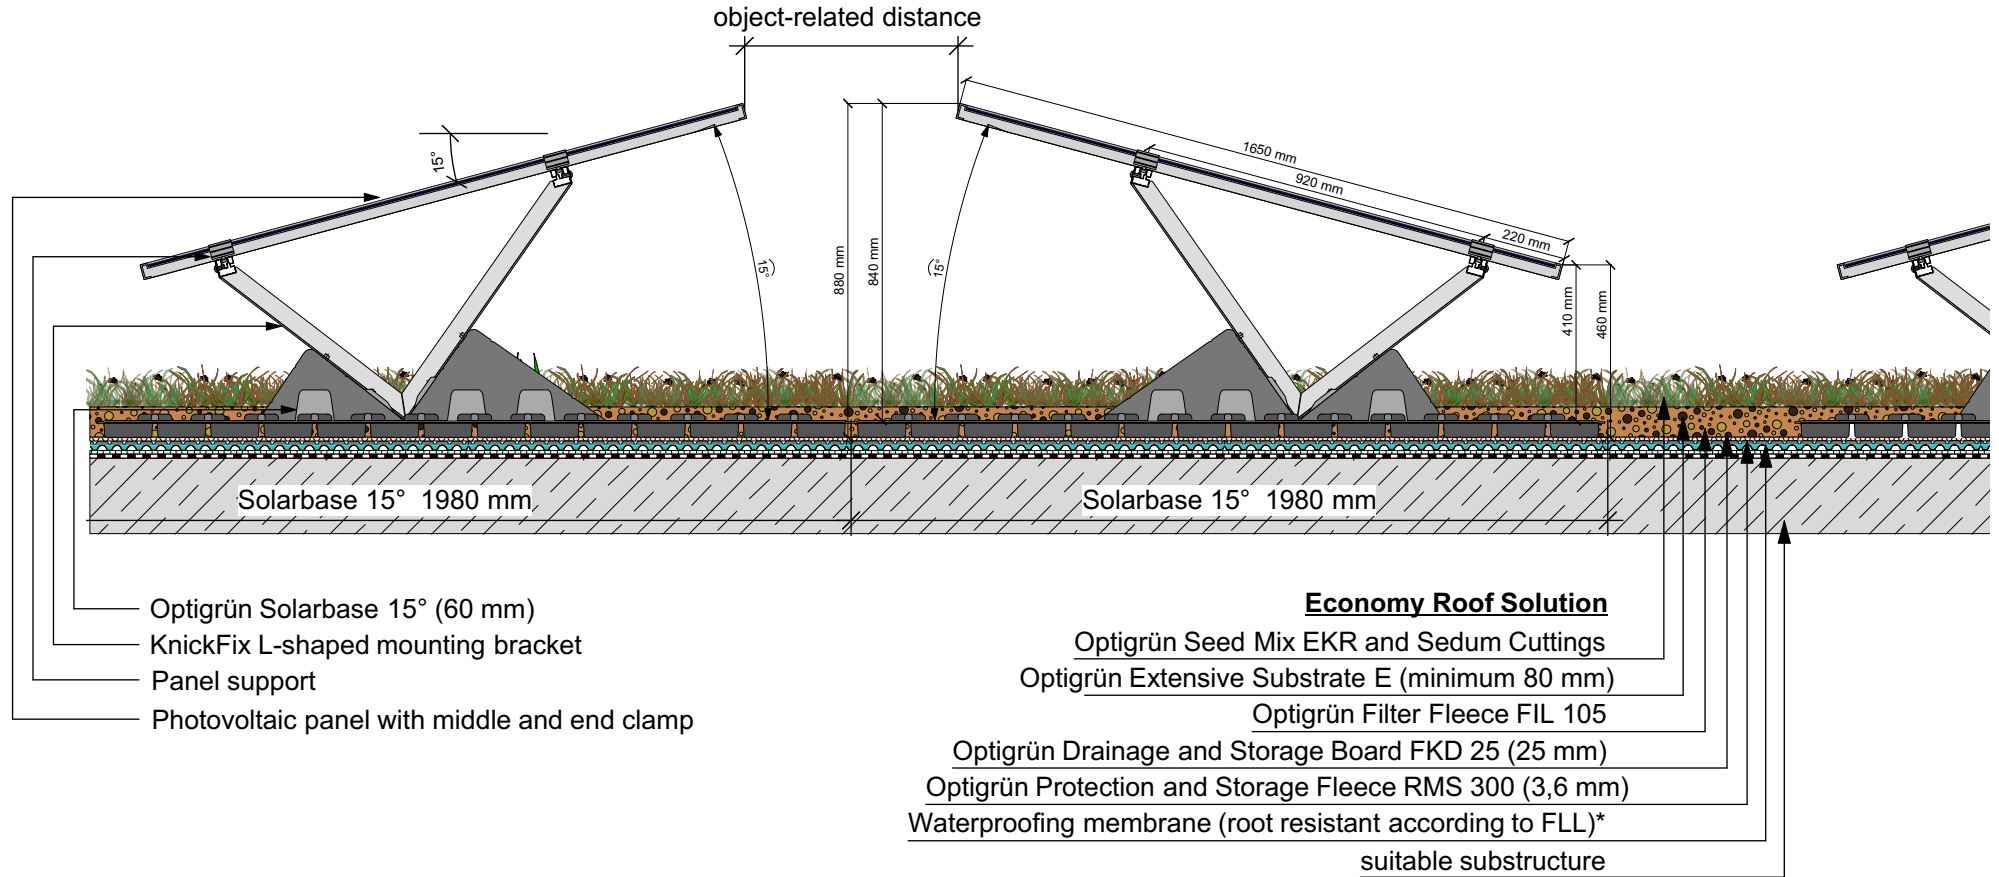 object-related distance
15°
1650 mm
920 mm
220 mm
15°
880 mm
840 mm
15°
410 mm
460 mm
Solarbase 15° 1980 mm
Solarbase 15° 1980 mm
Optigrün Solarbase 15° (60 mm)
KnickFix L-shaped mounting bracket
Panel support
Photovoltaic panel with middle and end clamp
Economy Roof Solution
Optigrün Seed Mix EKR and Sedum Cuttings
Optigrün Extensive Substrate E (minimum 80 mm)
Optigrün Filter Fleece FIL 105
Optigrün Drainage and Storage Board FKD 25 (25 mm)
Optigrün Protection and Storage Fleece RMS 300 (3,6 mm)
Waterproofing membrane (root resistant according to FLL)*
suitable substructure